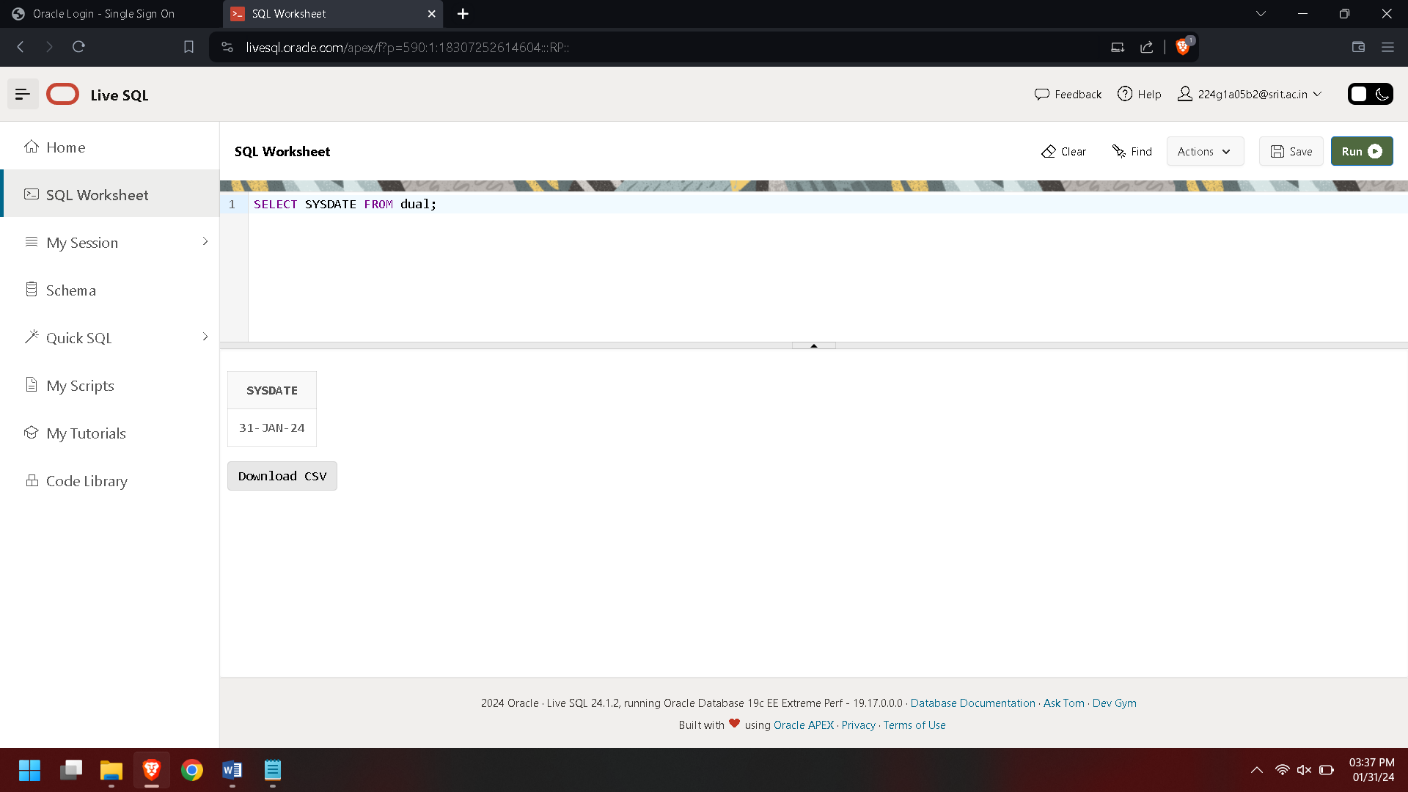 Oracle Login - Single Sign On
SQL Worksheet
livesql.oracle.com/apex/f?p=590:1:18307252614604:::RP::
1
Live SQL
Feedback
Help
224g1a05b2@srit.ac.in
Home
SQL Worksheet
My Session
Schema
Quick SQL
My Scripts
My Tutorials
Code Library
SQL Worksheet
Clear
Find
Actions
Save
Run
1 SELECT SYSDATE FROM dual;
SYSDATE
31-JAN-24
Download CSV
2024 Oracle · Live SQL 24.1.2, running Oracle Database 19c EE Extreme Perf - 19.17.0.0.0 · Database Documentation · Ask Tom · Dev Gym
Built with ❤ using Oracle APEX · Privacy · Terms of Use
03:37 PM
01/31/24